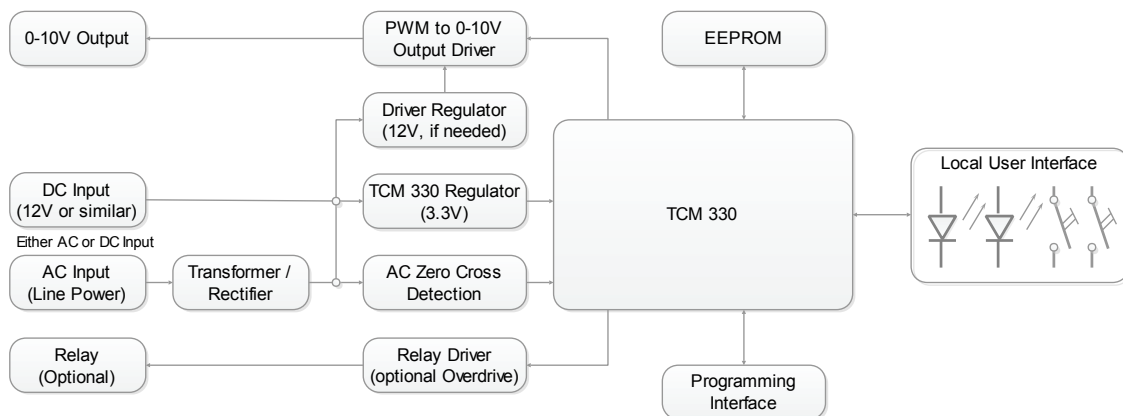 0-10V Output
PWM to 0-10V
Output Driver
EEPROM
Driver Regulator
(12V, if needed)
Local User Interface
DC Input
(12V or similar)
TCM 330 Regulator
(3.3V)
TCM 330
Either AC or DC Input
AC Input
(Line Power)
Transformer /
Rectifier
AC Zero Cross
Detection
Relay
(Optional)
Relay Driver
(optional Overdrive)
Programming
Interface